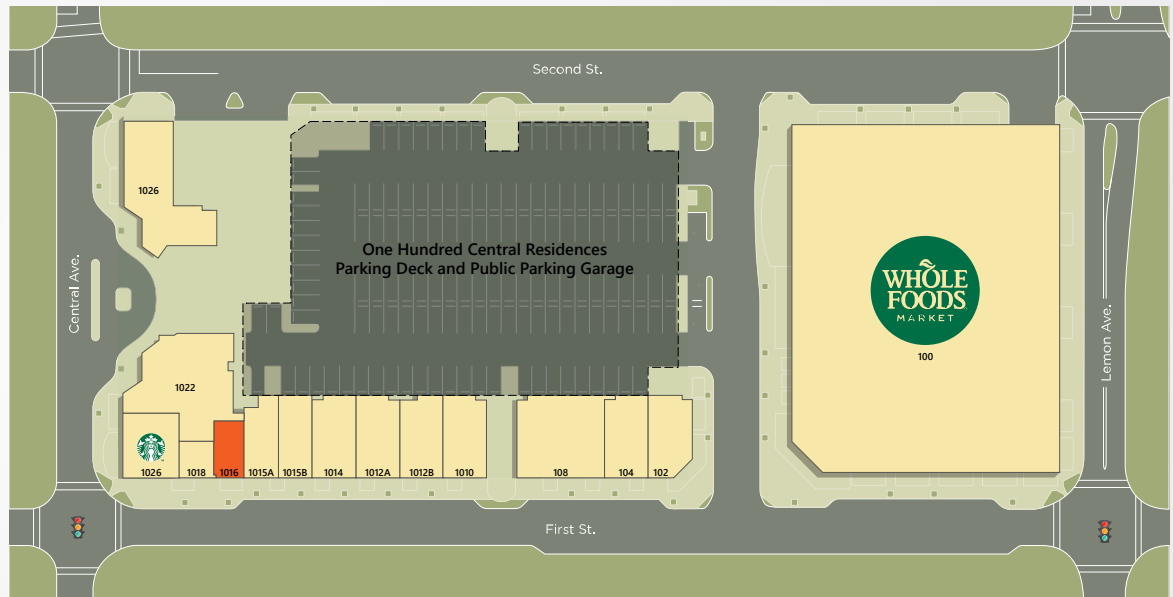 Second St.
1026
One Hundred Central Residences
Parking Deck and Public Parking Garage
Central Ave.
WHOLE
FOODS
MARKET
100
Lemon Ave.
1022
1026
1018
1016
1015A
1015B
1014
1012A
1012B
1010
108
104
102
First St.